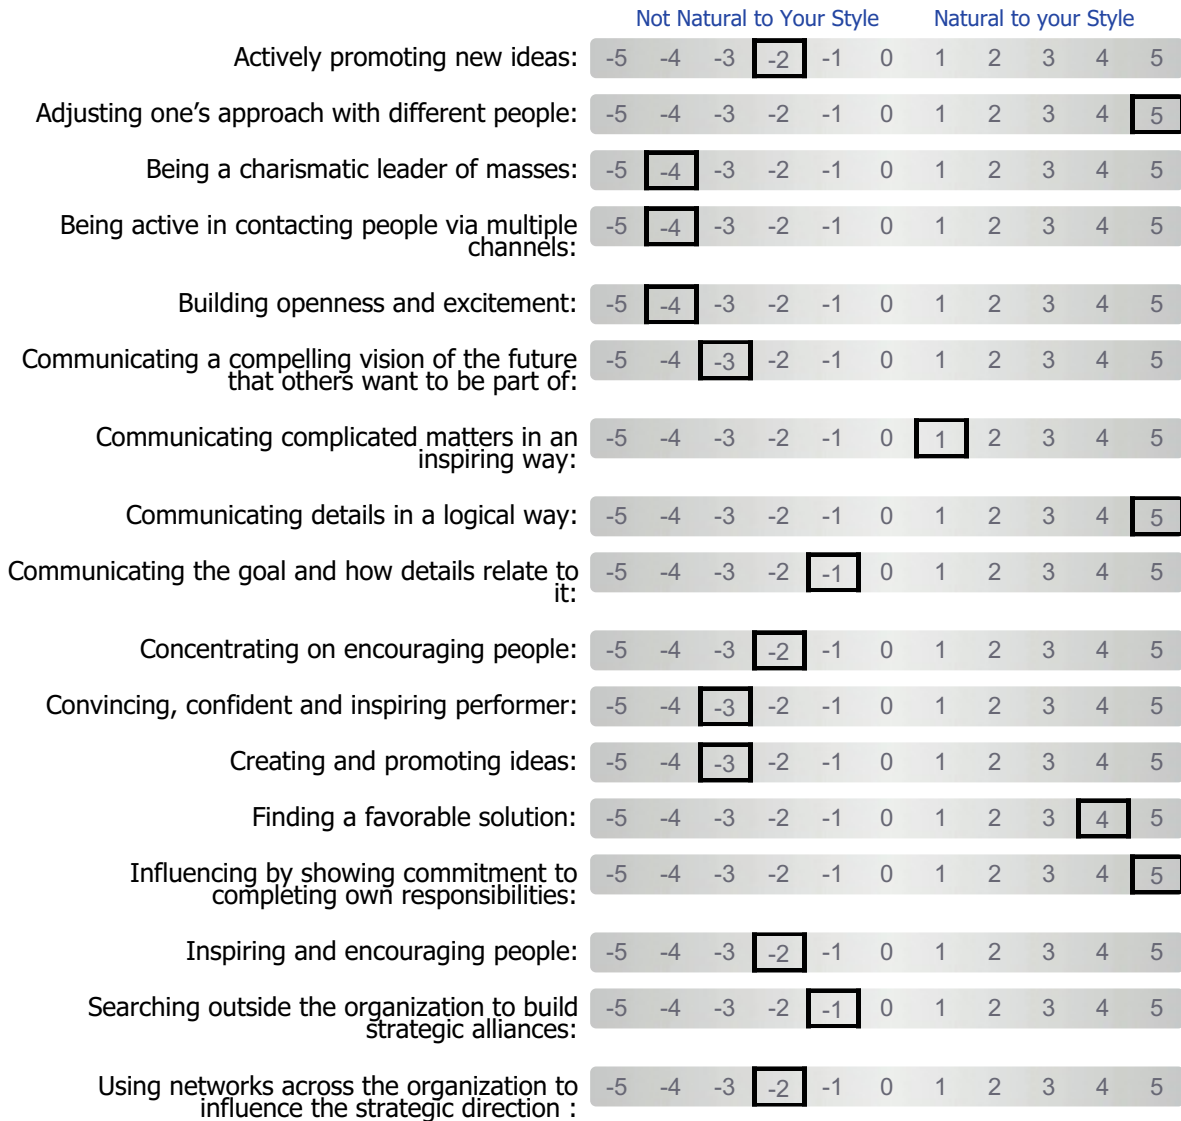 Not Natural to Your Style Natural to your Style
Actively promoting new ideas: -5 -4 -3 -2 -1 0 1 2 3 4 5
Adjusting one’s approach with different people: -5 -4 -3 -2 -1 0 1 2 3 4 5
Being a charismatic leader of masses: -5 -4 -3 -2 -1 0 1 2 3 4 5
Being active in contacting people via multiple
channels: -5 -4 -3 -2 -1 0 1 2 3 4 5
Building openness and excitement: -5 -4 -3 -2 -1 0 1 2 3 4 5
Communicating a compelling vision of the future
that others want to be part of: -5 -4 -3 -2 -1 0 1 2 3 4 5
Communicating complicated matters in an
inspiring way: -5 -4 -3 -2 -1 0 1 2 3 4 5
Communicating details in a logical way: -5 -4 -3 -2 -1 0 1 2 3 4 5
Communicating the goal and how details relate to
it: -5 -4 -3 -2 -1 0 1 2 3 4 5
Concentrating on encouraging people: -5 -4 -3 -2 -1 0 1 2 3 4 5
Convincing, confident and inspiring performer: -5 -4 -3 -2 -1 0 1 2 3 4 5
Creating and promoting ideas: -5 -4 -3 -2 -1 0 1 2 3 4 5
Finding a favorable solution: -5 -4 -3 -2 -1 0 1 2 3 4 5
Influencing by showing commitment to
completing own responsibilities: -5 -4 -3 -2 -1 0 1 2 3 4 5
Inspiring and encouraging people: -5 -4 -3 -2 -1 0 1 2 3 4 5
Searching outside the organization to build
strategic alliances: -5 -4 -3 -2 -1 0 1 2 3 4 5
Using networks across the organization to
influence the strategic direction : -5 -4 -3 -2 -1 0 1 2 3 4 5